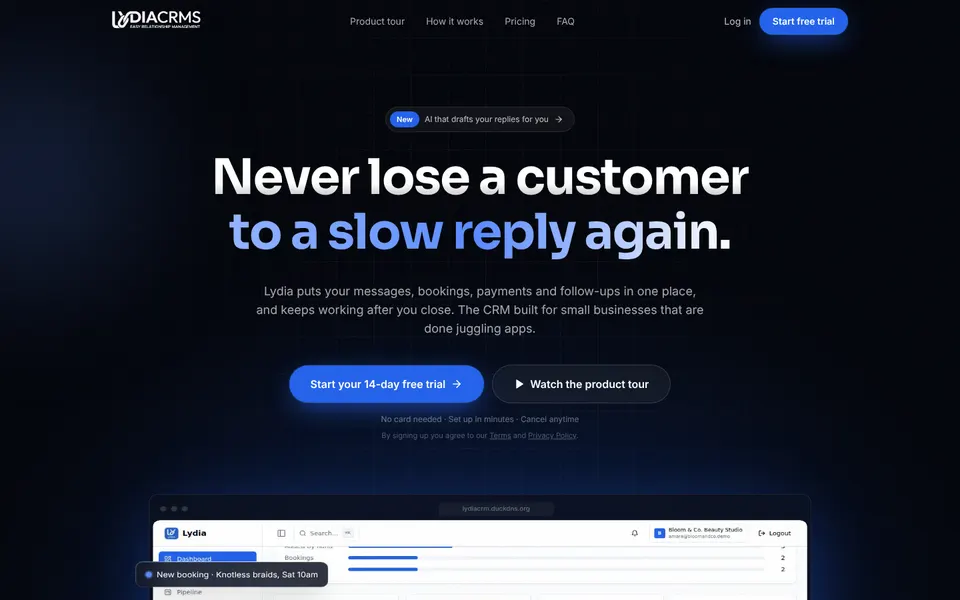 LYDIACRMS
EASY RELATIONSHIP MANAGEMENT
Product tour
How it works
Pricing
FAQ
Log in
Start free trial
New AI that drafts your replies for you →
Never lose a customer
to a slow reply again.
Lydia puts your messages, bookings, payments and follow-ups in one place,
and keeps working after you close. The CRM built for small businesses that are
done juggling apps.
Start your 14-day free trial →
Watch the product tour
No card needed · Set up in minutes · Cancel anytime
By signing up you agree to our Terms and Privacy Policy.
lydiacrm.duckdns.org
Lydia
Search...
Bloom & Co. Beauty Studio
Logout
Dashboard
Bookings
2
2
New booking · Knotless braids, Sat 10am
Pipeline